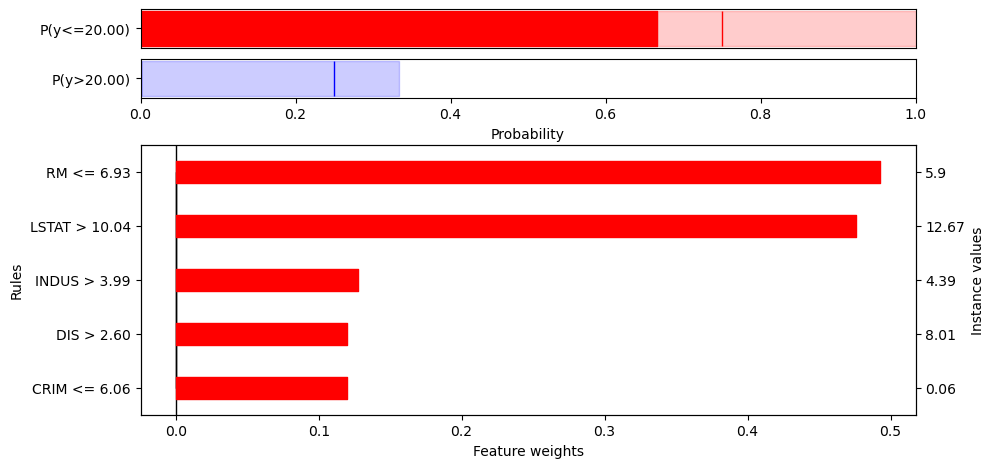 P(y<=20.00)
P(y>20.00)
0.0 0.2 0.4 0.6 0.8 1.0
Probability
Rules
RM <= 6.93 5.9
LSTAT > 10.04 12.67
INDUS > 3.99 4.39
DIS > 2.60 8.01
CRIM <= 6.06 0.06
Instance values
0.0 0.1 0.2 0.3 0.4 0.5
Feature weights